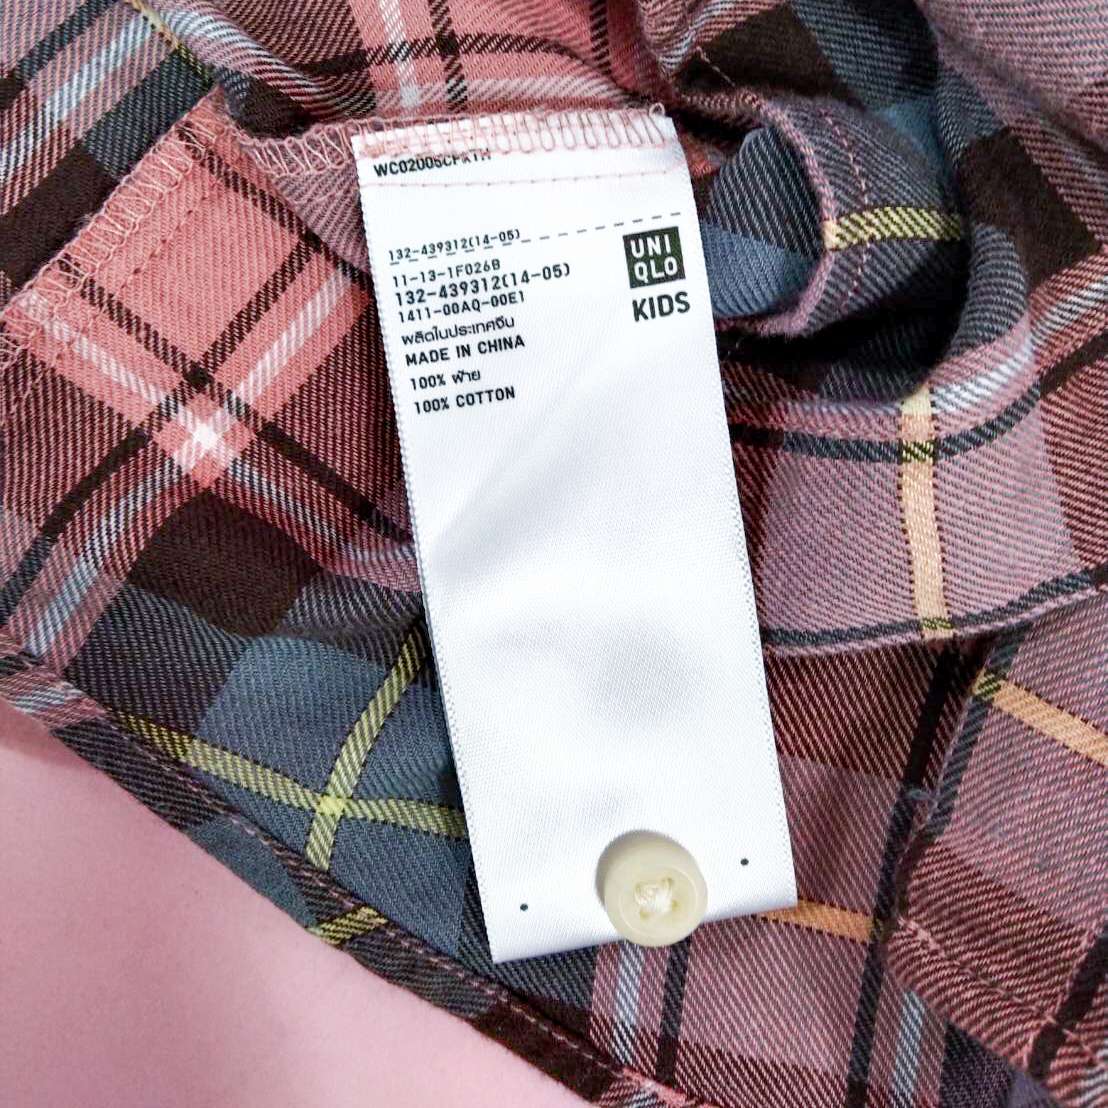 132-439312(14-05)
11-13-1F026B
132-439312(14-05)
1411-00AQ-00E1
ผลิตในประเทศจีน
MADE IN CHINA
100% ฝ้าย
100% COTTON
UNI
QLO
KIDS